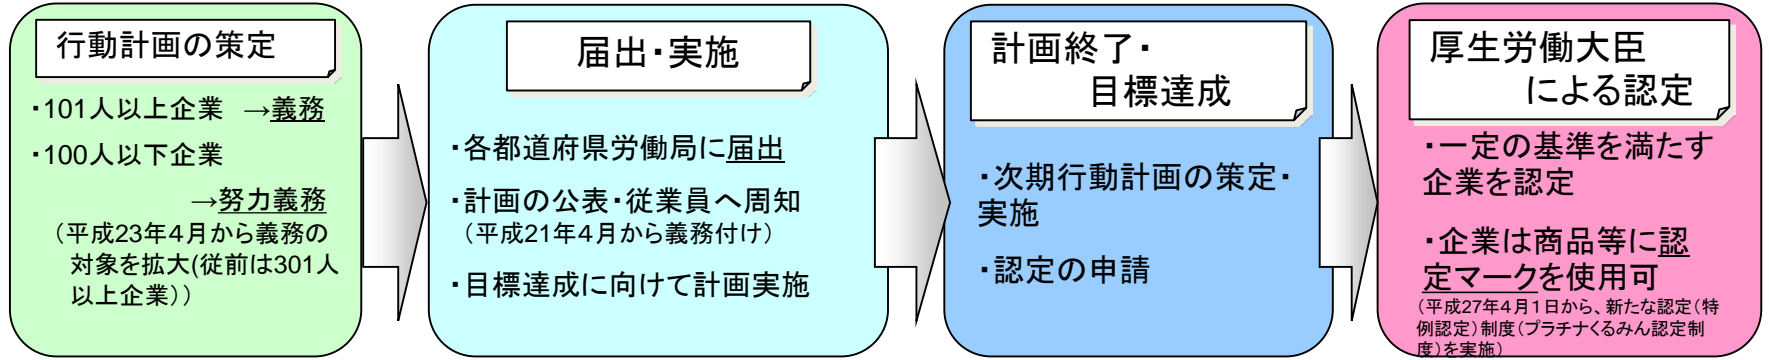 行動計画の策定
・101人以上企業　→義務
・100人以下企業
→努力義務
（平成23年４月から義務の
対象を拡大(従前は301人
以上企業)）
届出・実施
・各都道府県労働局に届出
・計画の公表・従業員へ周知
（平成21年４月から義務付け）
・目標達成に向けて計画実施
計画終了・
目標達成
・次期行動計画の策定・
実施
・認定の申請
厚生労働大臣
による認定
・一定の基準を満たす
企業を認定
・企業は商品等に認
定マークを使用可
（平成27年４月１日から、新たな認定（特
例認定）制度（プラチナくるみん認定制
度）を実施）